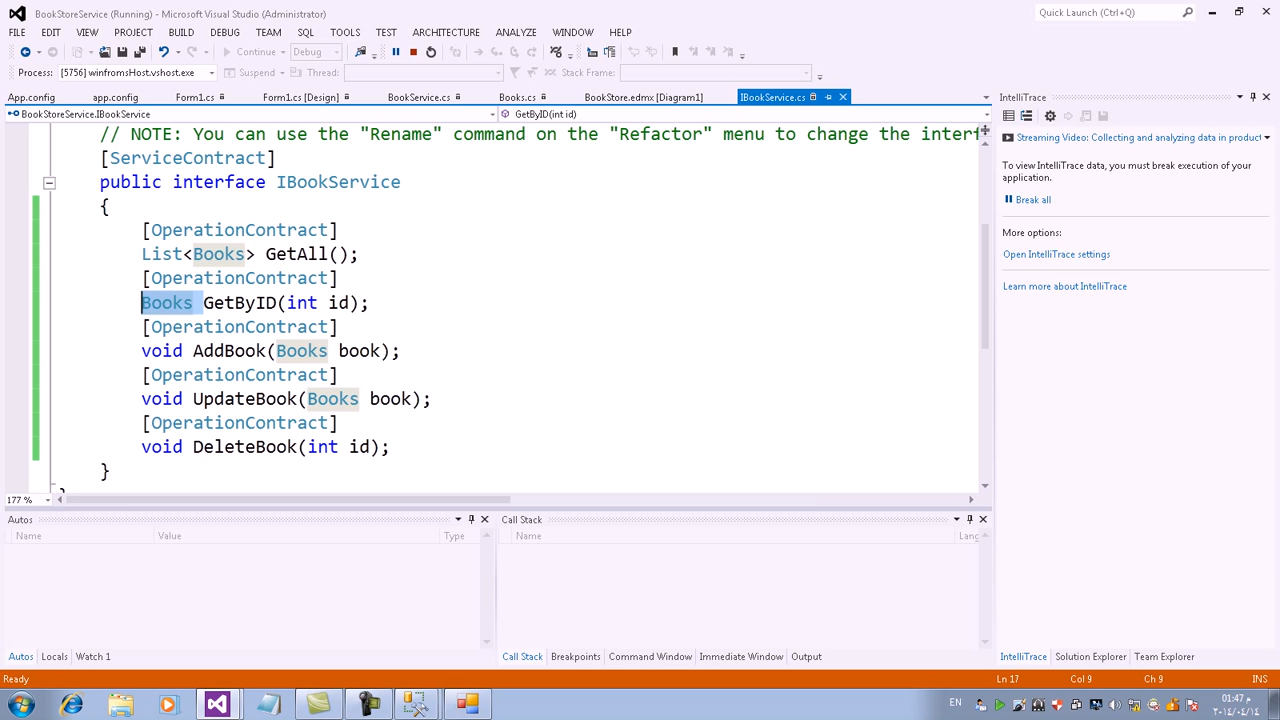 BookStoreService (Running) - Microsoft Visual Studio (Administrator)
Quick Launch (Ctrl+Q)
FILE EDIT VIEW PROJECT BUILD DEBUG TEAM SQL TOOLS TEST ARCHITECTURE ANALYZE WINDOW HELP
Continue Debug
Process: [5756] winfromsHost.vshost.exe Suspend Thread: Stack Frame:
App.config app.config Form1.cs Form1.cs [Design] BookService.cs Books.cs BookStore.edmx [Diagram1] IBookService.cs
BookStoreService.IBookService GetByID(int id)
// NOTE: You can use the "Rename" command on the "Refactor" menu to change the interf
[ServiceContract]
public interface IBookService
{
[OperationContract]
List<Books> GetAll();
[OperationContract]
Books GetByID(int id);
[OperationContract]
void AddBook(Books book);
[OperationContract]
void UpdateBook(Books book);
[OperationContract]
void DeleteBook(int id);
}
177 %
IntelliTrace
Streaming Video: Collecting and analyzing data in product
To view IntelliTrace data, you must break execution of your
application.
Break all
More options:
Open IntelliTrace settings
Learn more about IntelliTrace
Autos
Name Value Type
Call Stack
Name Lang
Autos Locals Watch 1
Call Stack Breakpoints Command Window Immediate Window Output
IntelliTrace Solution Explorer Team Explorer
Ready Ln 17 Col 9 Ch 9 INS
EN
01:47 م
٢٠١٤/٠٤/١٤